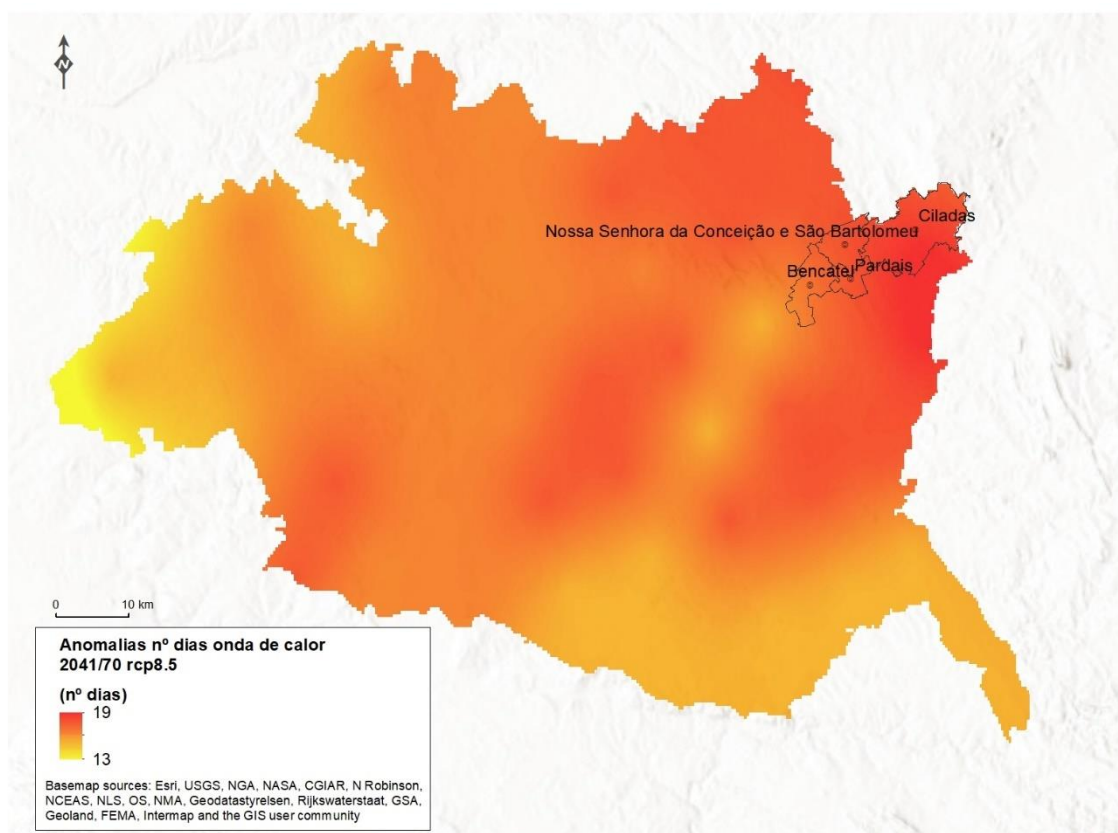 N
Ciladas
Nossa Senhora da Conceição e São Bartolomeu
Pardais
Bencatel
0 10 km
Anomalias nº dias onda de calor
2041/70 rcp8.5
(nº dias)
19
13
Basemap sources: Esri, USGS, NGA, NASA, CGIAR, N Robinson,
NCEAS, NLS, OS, NMA, Geodatastyrelsen, Rijkswaterstaat, GSA,
Geoland, FEMA, Intermap and the GIS user community